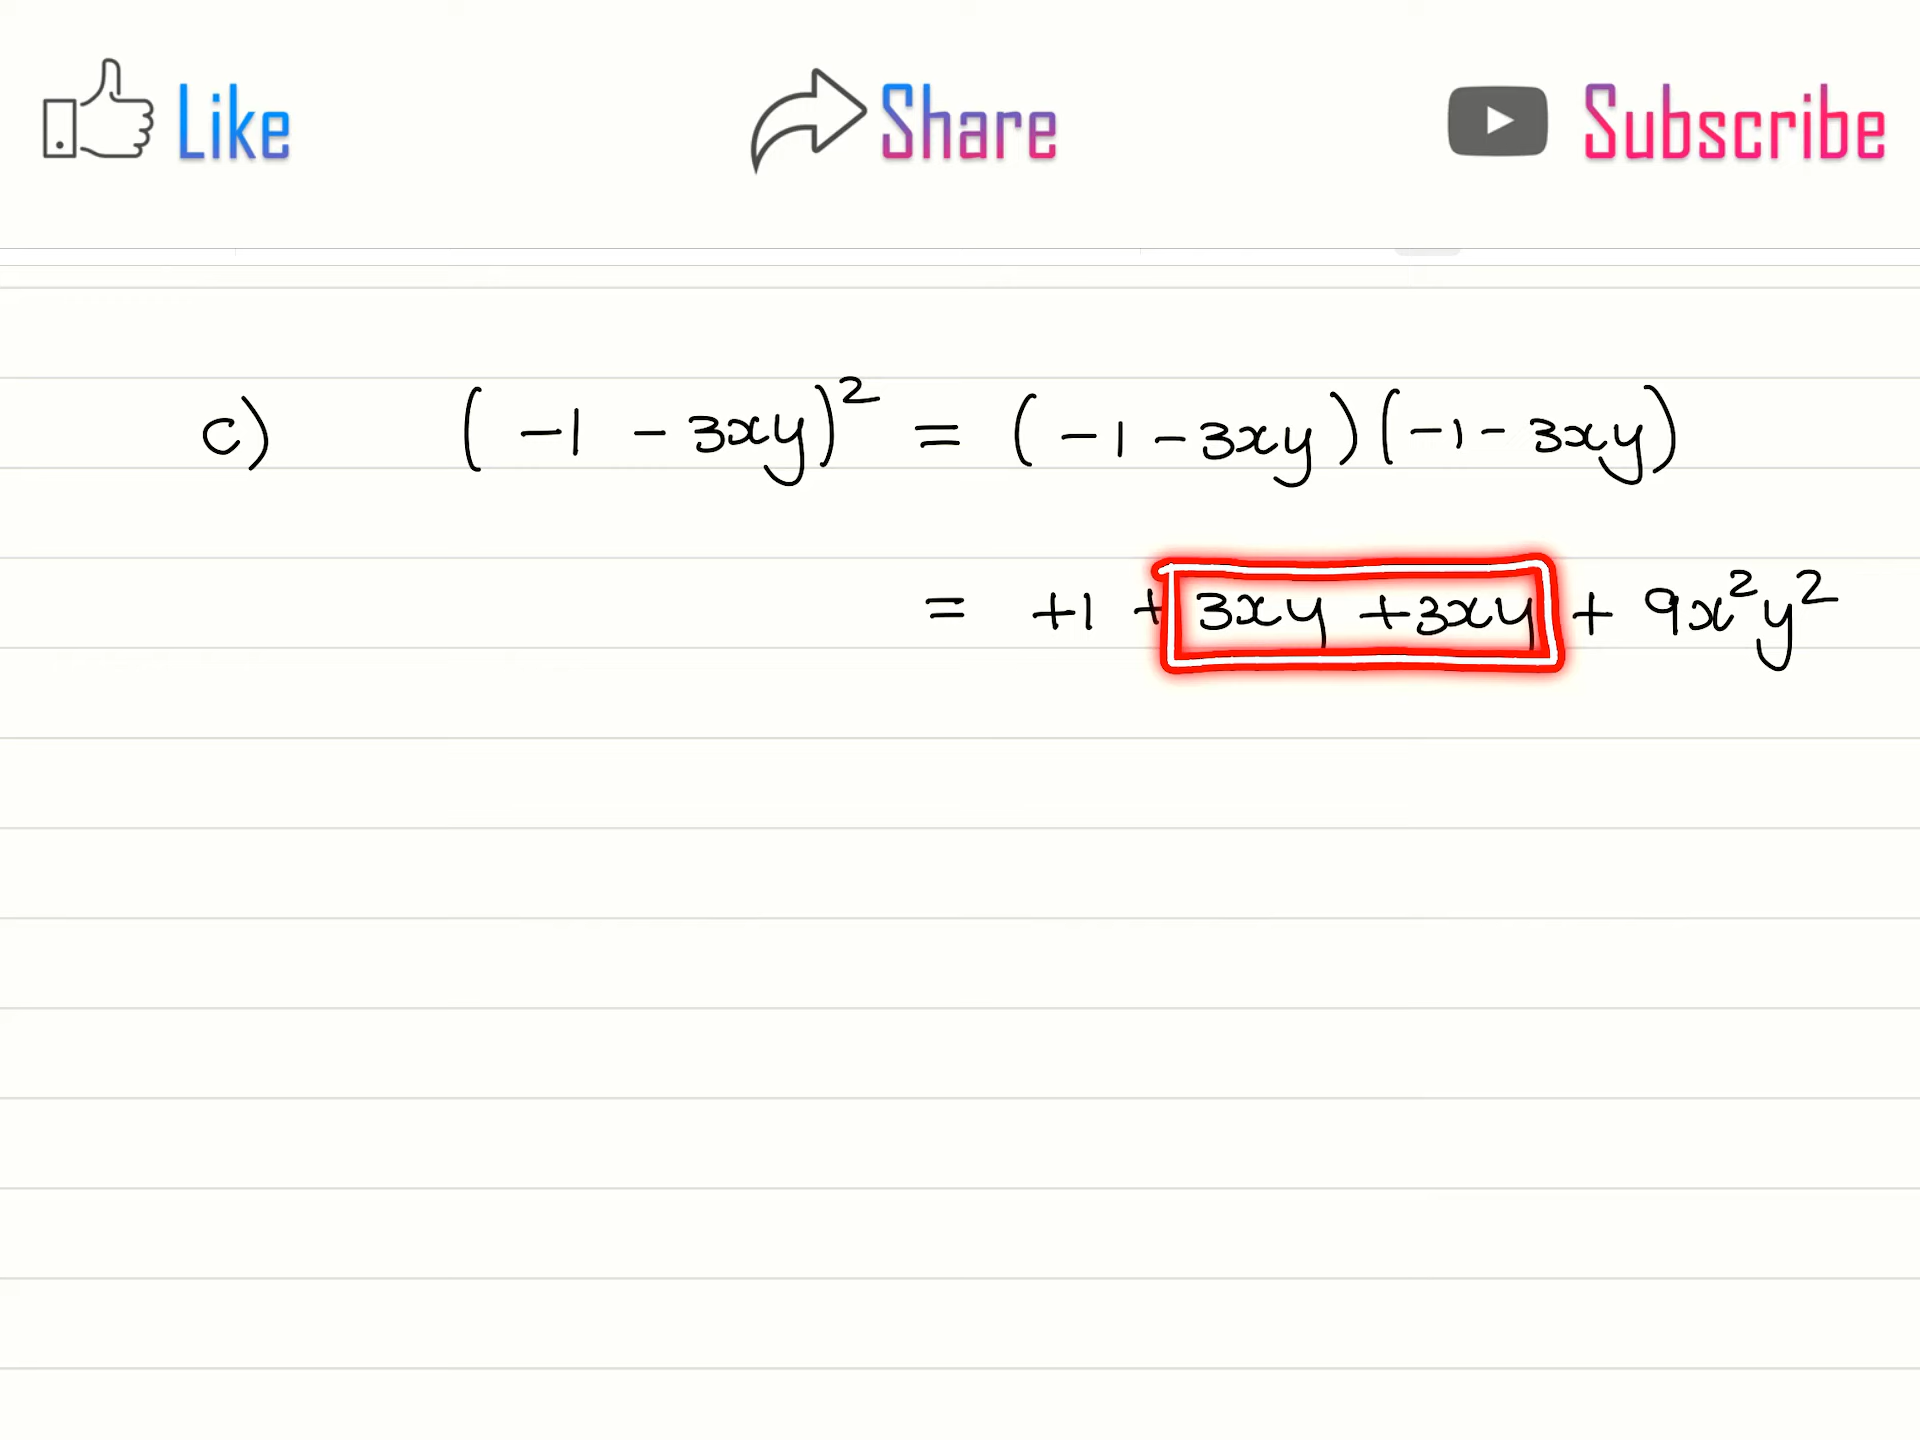 Like Share Subscribe
c) (-1 - 3xy)² = (-1 - 3xy)(-1 - 3xy)
= +1 + 3xy + 3xy + 9x²y²